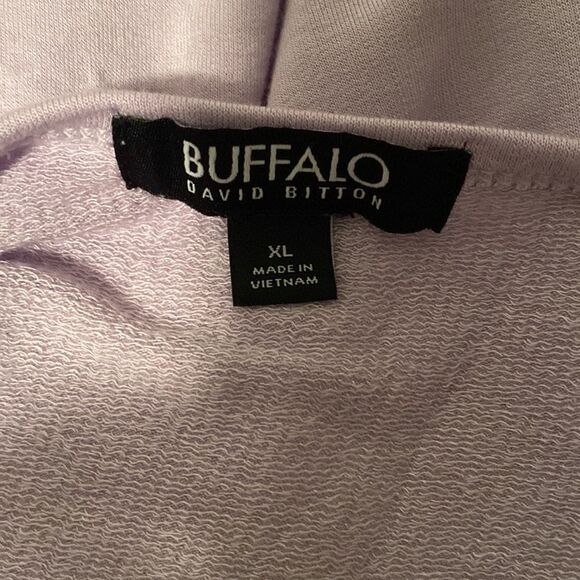 BUFFALO
DAVID BITTON
XL
MADE IN
VIETNAM